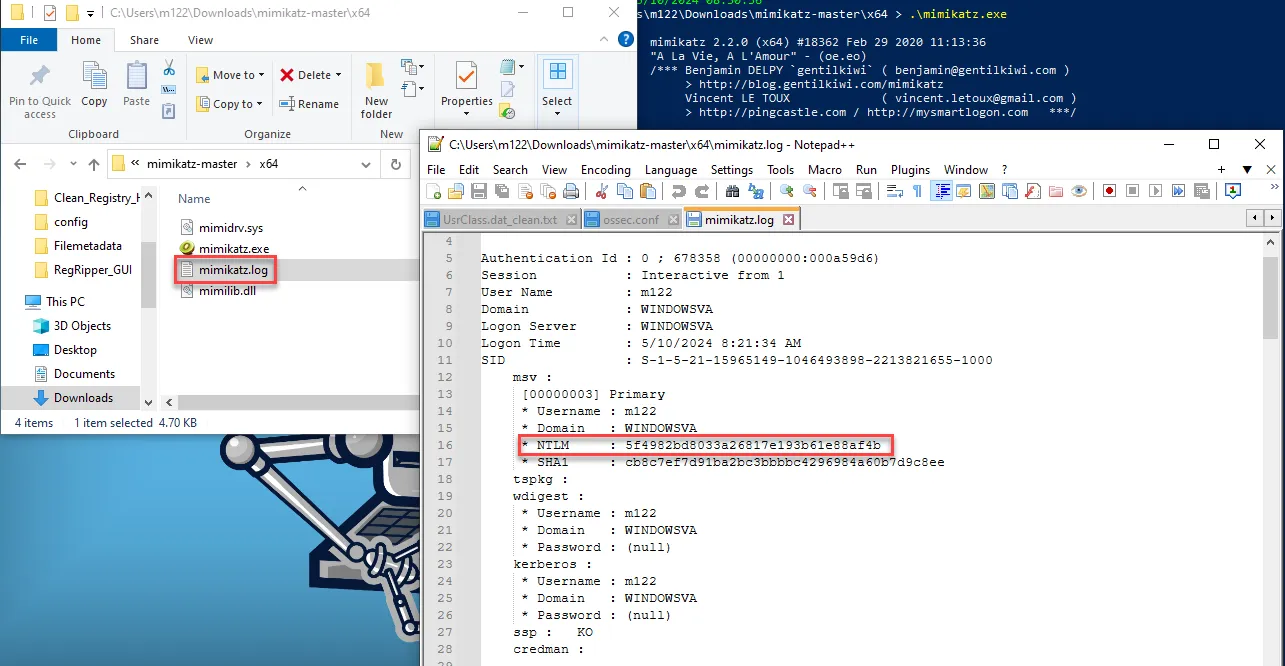 C:\Users\m122\Downloads\mimikatz-master\x64
File Home Share View
Pin to Quick access
Copy
Paste
Clipboard
Move to
Copy to
Delete
Rename
Organize
New folder
New
Properties
Select
« mimikatz-master › x64
Clean_Registry_H
config
Filemetadata
RegRipper_GUI
This PC
3D Objects
Desktop
Documents
Downloads
Name
mimidrv.sys
mimikatz.exe
mimikatz.log
mimilib.dll
4 items 1 item selected 4.70 KB
s\m122\Downloads\mimikatz-master\x64 > .\mimikatz.exe
mimikatz 2.2.0 (x64) #18362 Feb 29 2020 11:13:36
"A La Vie, A L'Amour" - (oe.eo)
/*** Benjamin DELPY `gentilkiwi` ( benjamin@gentilkiwi.com )
> http://blog.gentilkiwi.com/mimikatz
Vincent LE TOUX ( vincent.letoux@gmail.com )
> http://pingcastle.com / http://mysmartlogon.com ***/
C:\Users\m122\Downloads\mimikatz-master\x64\mimikatz.log - Notepad++
File Edit Search View Encoding Language Settings Tools Macro Run Plugins Window ?
UsrClass.dat_clean.txt ossec.conf mimikatz.log
4
5 Authentication Id : 0 ; 678358 (00000000:000a59d6)
6 Session : Interactive from 1
7 User Name : m122
8 Domain : WINDOWSVA
9 Logon Server : WINDOWSVA
10 Logon Time : 5/10/2024 8:21:34 AM
11 SID : S-1-5-21-15965149-1046493898-2213821655-1000
12 msv :
13 [00000003] Primary
14 * Username : m122
15 * Domain : WINDOWSVA
16 * NTLM : 5f4982bd8033a26817e193b61e88af4b
17 * SHA1 : cb8c7ef7d91ba2bc3bbbbc4296984a60b7d9c8ee
18 tspkg :
19 wdigest :
20 * Username : m122
21 * Domain : WINDOWSVA
22 * Password : (null)
23 kerberos :
24 * Username : m122
25 * Domain : WINDOWSVA
26 * Password : (null)
27 ssp : KO
28 credman :